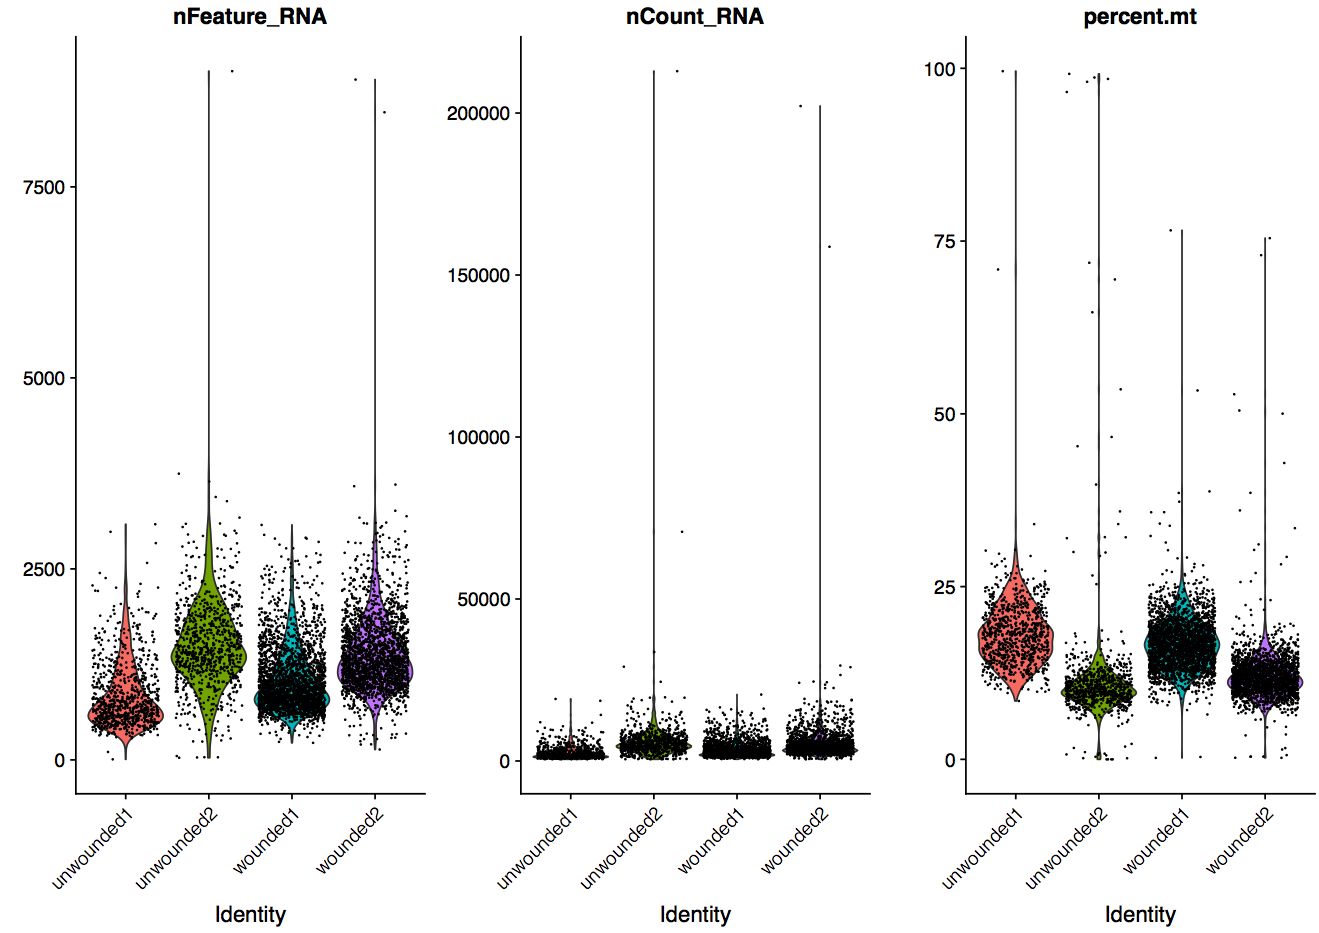 nFeature_RNA
7500
5000
2500
0
unwounded1
unwounded2
wounded1
wounded2
Identity
nCount_RNA
200000
150000
100000
50000
0
unwounded1
unwounded2
wounded1
wounded2
Identity
percent.mt
100
75
50
25
0
unwounded1
unwounded2
wounded1
wounded2
Identity